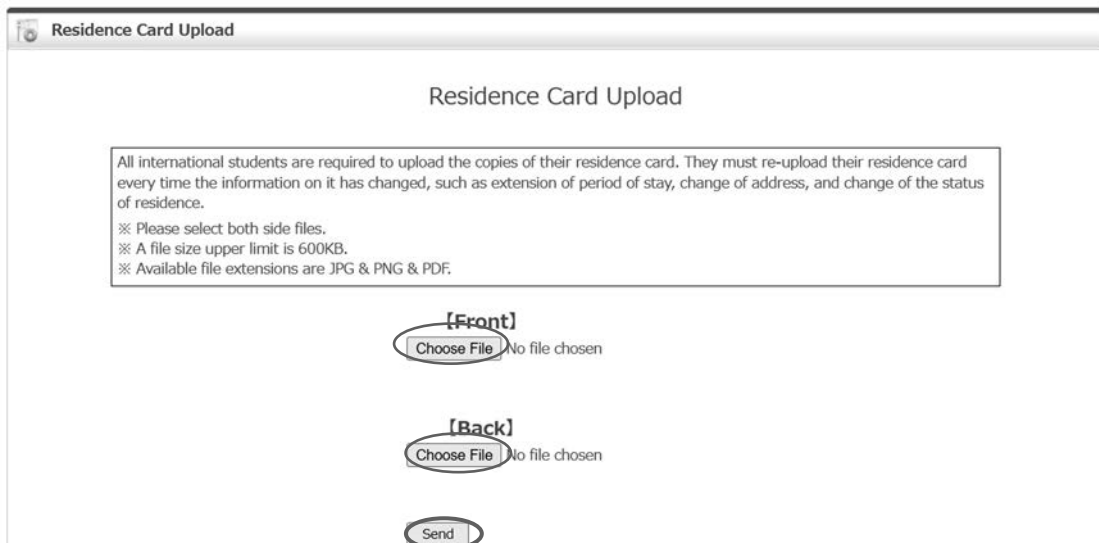 Residence Card Upload
Residence Card Upload
All international students are required to upload the copies of their residence card. They must re-upload their residence card
every time the information on it has changed, such as extension of period of stay, change of address, and change of the status
of residence.
※ Please select both side files.
※ A file size upper limit is 600KB.
※ Available file extensions are JPG & PNG & PDF.
【Front】
Choose File No file chosen
【Back】
Choose File No file chosen
Send